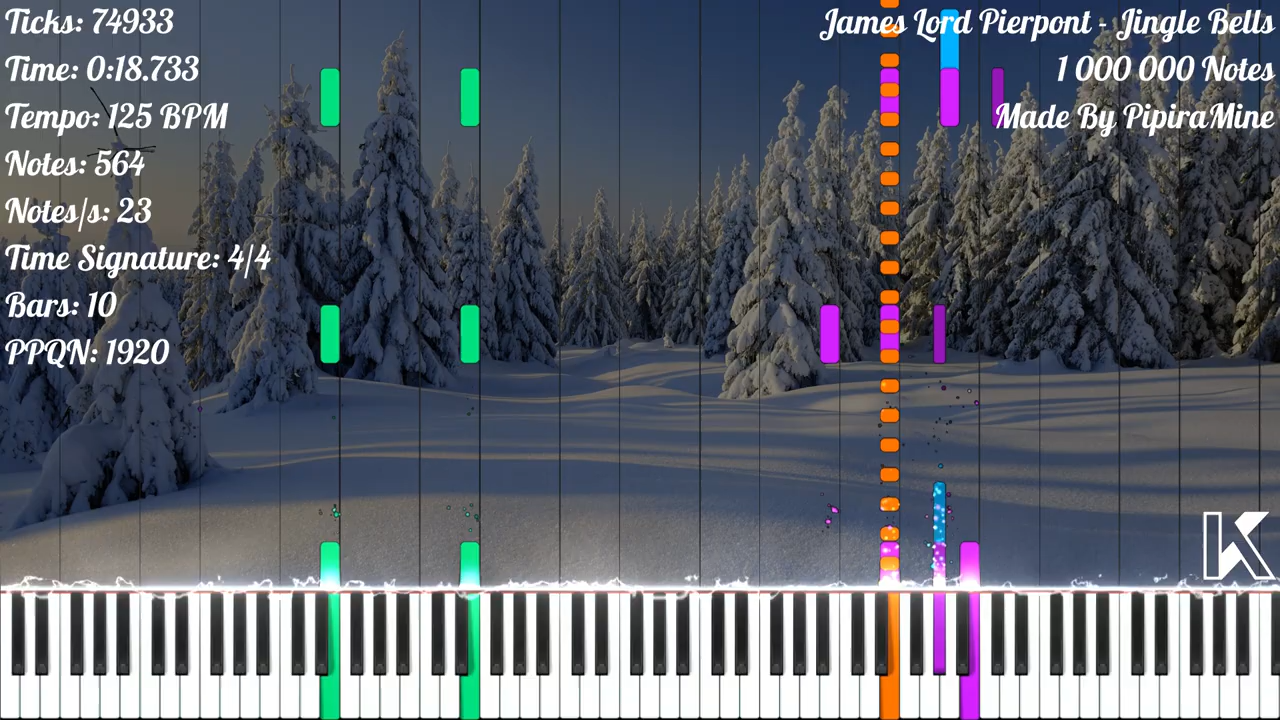 Ticks: 74933
Time: 0:18.733
Tempo: 125 BPM
Notes: 564
Notes/s: 23
Time Signature: 4/4
Bars: 10
PPQN: 1920
James Lord Pierpont - Jingle Bells
1 000 000 Notes
Made By PipiraMine
K